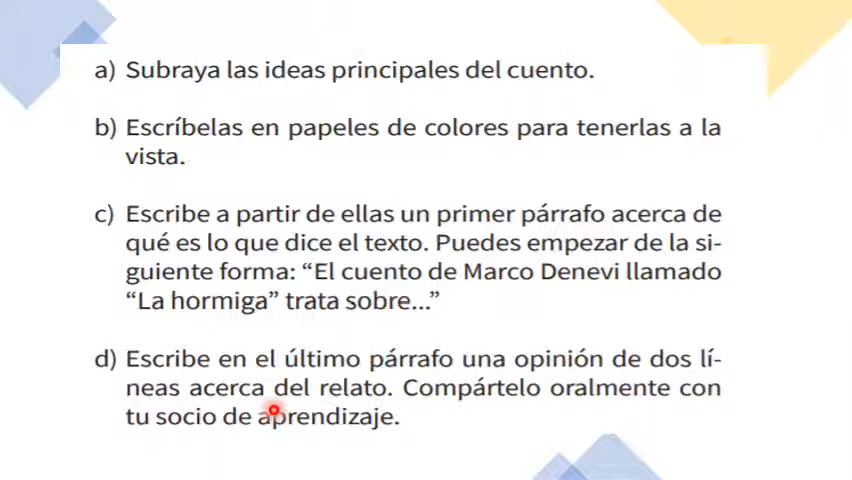 a) Subraya las ideas principales del cuento.
b) Escríbelas en papeles de colores para tenerlas a la
vista.
c) Escribe a partir de ellas un primer párrafo acerca de
qué es lo que dice el texto. Puedes empezar de la si-
guiente forma: “El cuento de Marco Denevi llamado
“La hormiga” trata sobre...”
d) Escribe en el último párrafo una opinión de dos lí-
neas acerca del relato. Compártelo oralmente con
tu socio de aprendizaje.